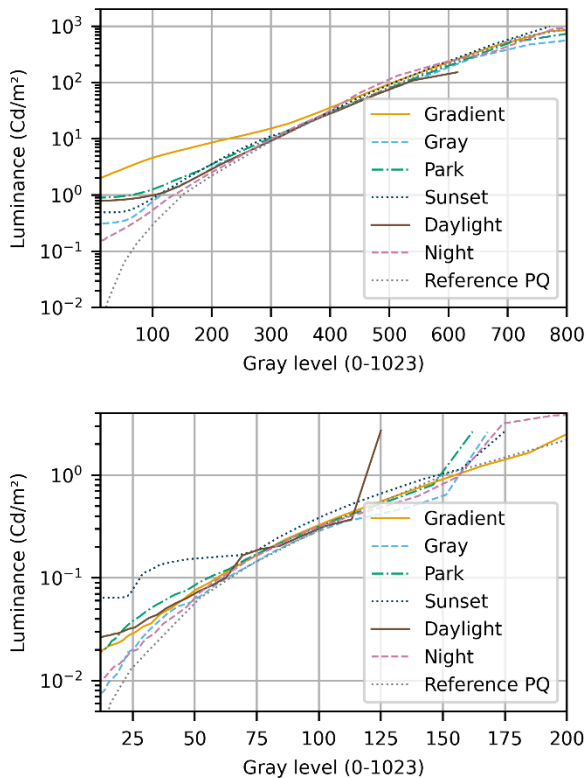 10³
10²
10¹
10⁰
10⁻¹
10⁻²
Luminance (Cd/m²)
Gradient
Gray
Park
Sunset
Daylight
Night
Reference PQ
100 200 300 400 500 600 700 800
Gray level (0-1023)
10⁰
10⁻¹
10⁻²
Luminance (Cd/m²)
Gradient
Gray
Park
Sunset
Daylight
Night
Reference PQ
25 50 75 100 125 150 175 200
Gray level (0-1023)